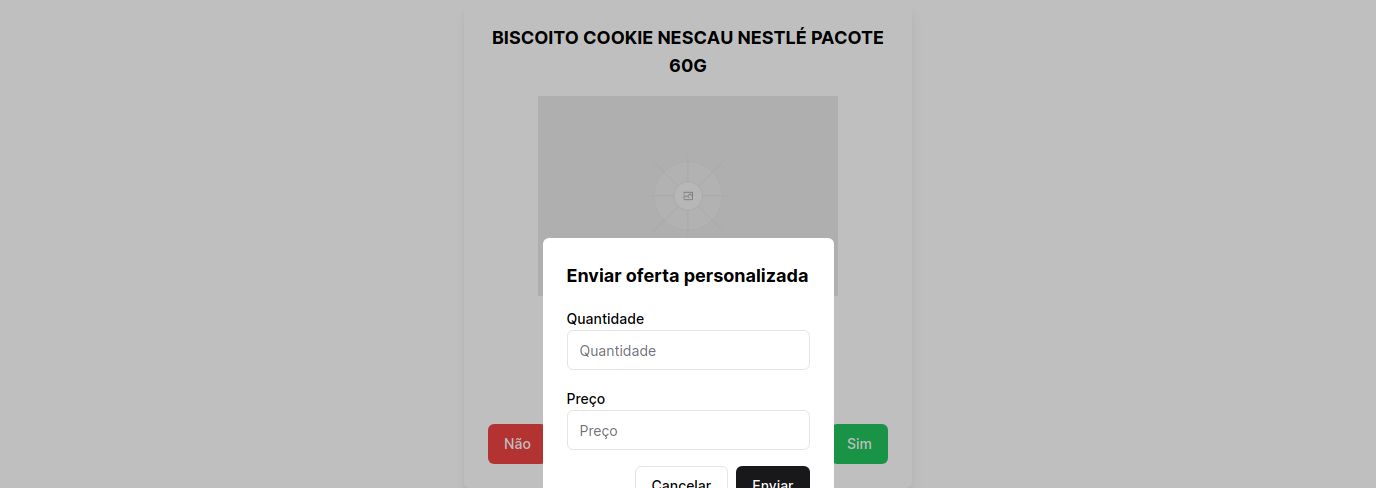 BISCOITO COOKIE NESCAU NESTLÉ PACOTE
60G
Enviar oferta personalizada
Quantidade
Quantidade
Preço
Preço
Não
Sim
Cancelar
Enviar